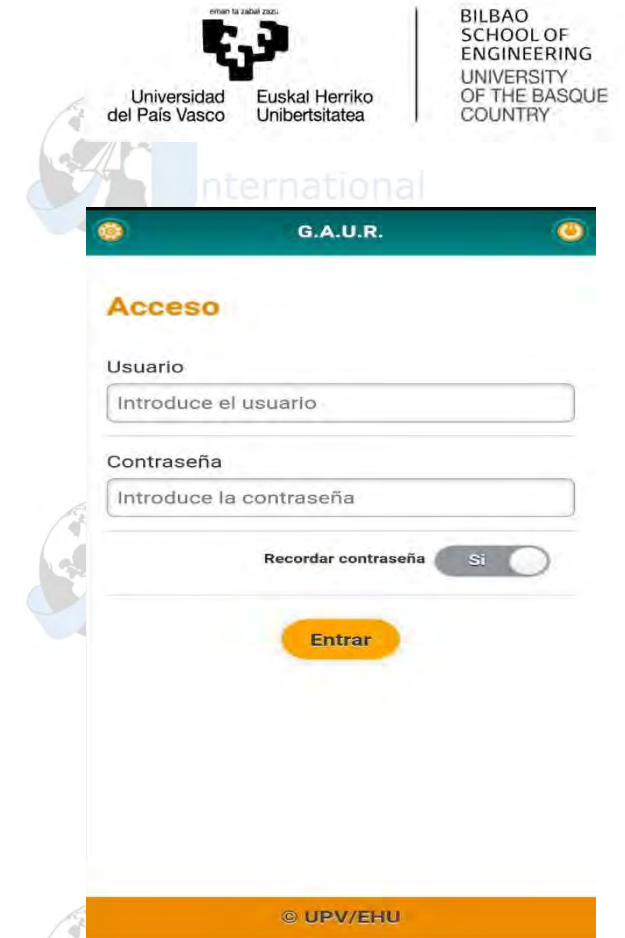 eman ta zabal zazu
Universidad
del País Vasco
Euskal Herriko
Unibertsitatea
BILBAO
SCHOOL OF
ENGINEERING
UNIVERSITY
OF THE BASQUE
COUNTRY
International
G.A.U.R.
Acceso
Usuario
Introduce el usuario
Contraseña
Introduce la contraseña
Recordar contraseña Si
Entrar
© UPV/EHU